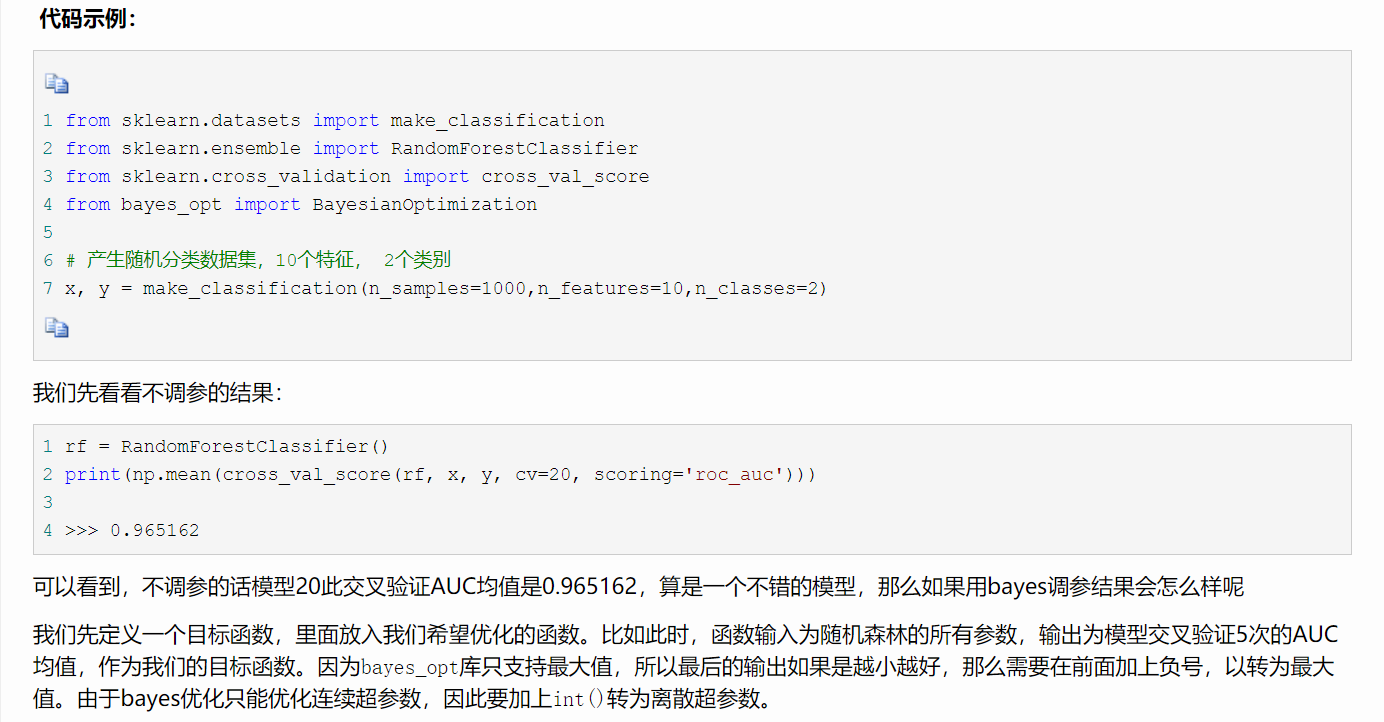 代码示例：
1 from sklearn.datasets import make_classification
2 from sklearn.ensemble import RandomForestClassifier
3 from sklearn.cross_validation import cross_val_score
4 from bayes_opt import BayesianOptimization
5
6 # 产生随机分类数据集，10个特征， 2个类别
7 x, y = make_classification(n_samples=1000,n_features=10,n_classes=2)
我们先看看不调参的结果：
1 rf = RandomForestClassifier()
2 print(np.mean(cross_val_score(rf, x, y, cv=20, scoring='roc_auc')))
3
4 >>> 0.965162
可以看到，不调参的话模型20此交叉验证AUC均值是0.965162，算是一个不错的模型，那么如果用bayes调参结果会怎么样呢
我们先定义一个目标函数，里面放入我们希望优化的函数。比如此时，函数输入为随机森林的所有参数，输出为模型交叉验证5次的AUC
均值，作为我们的目标函数。因为bayes_opt库只支持最大值，所以最后的输出如果是越小越好，那么需要在前面加上负号，以转为最大
值。由于bayes优化只能优化连续超参数，因此要加上int()转为离散超参数。